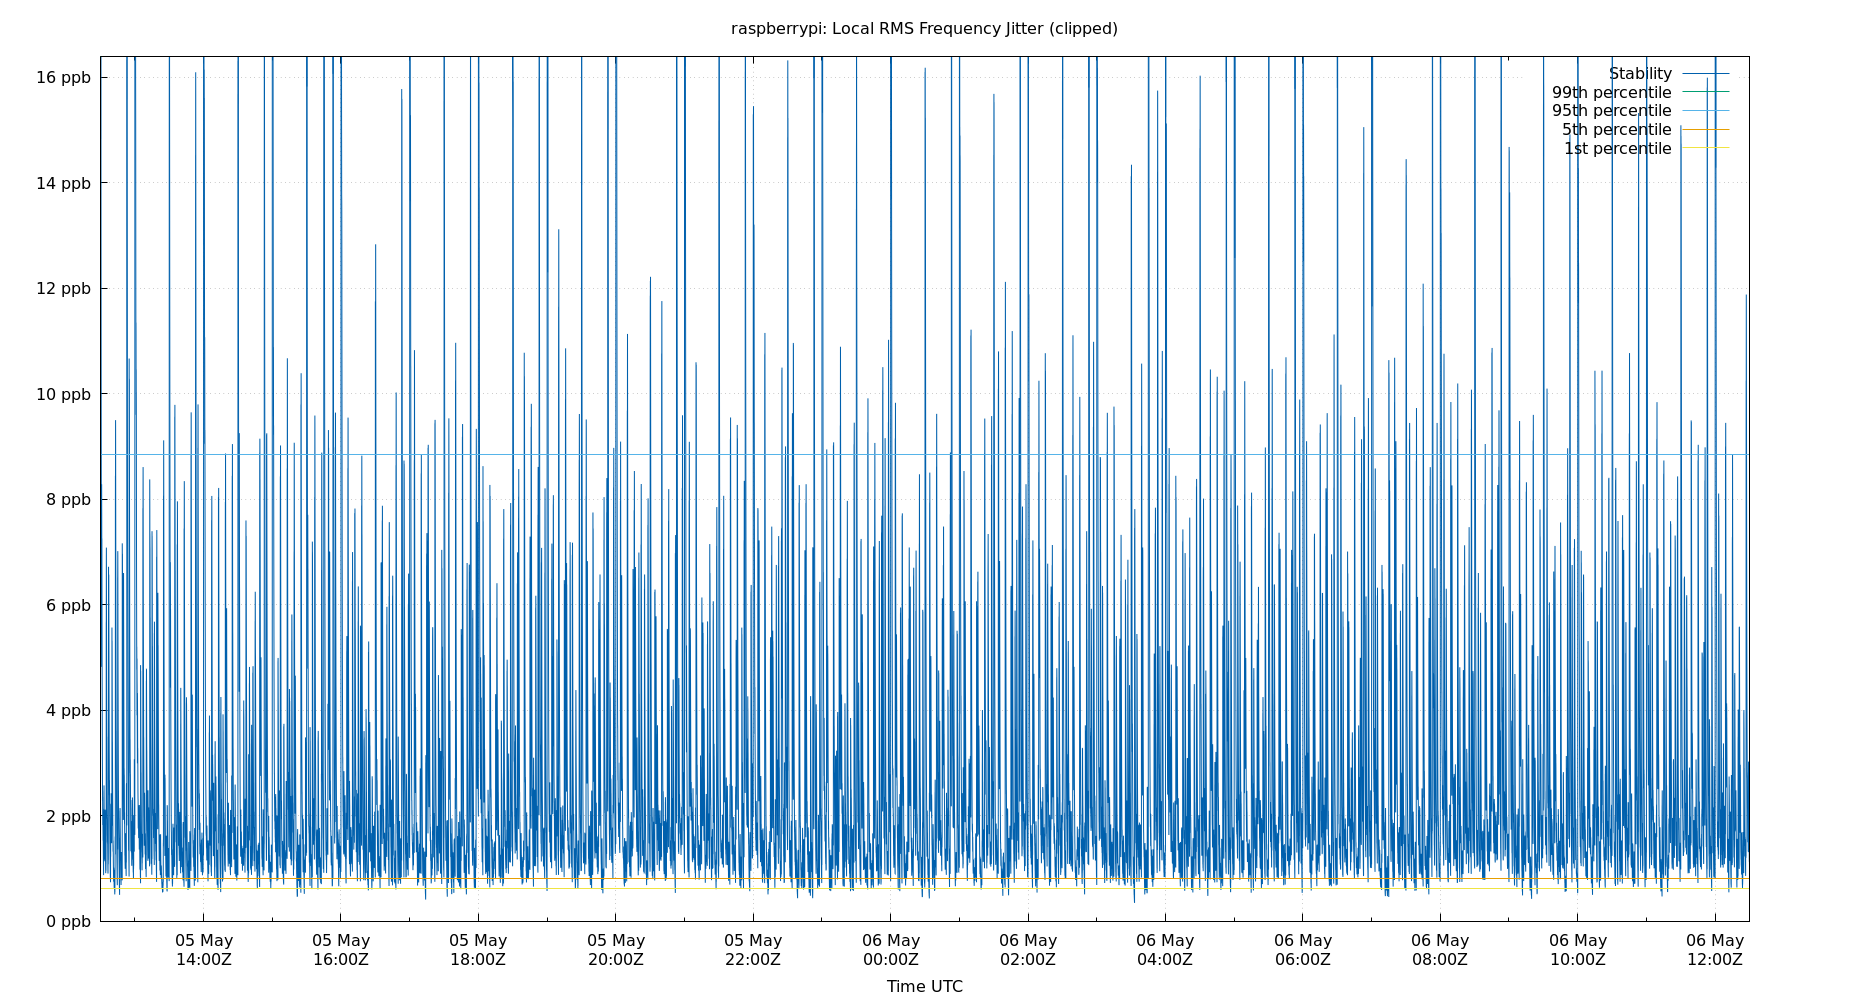 raspberrypi: Local RMS Frequency Jitter (clipped)
16 ppb
14 ppb
12 ppb
10 ppb
8 ppb
6 ppb
4 ppb
2 ppb
0 ppb
Stability
99th percentile
95th percentile
5th percentile
1st percentile
05 May 05 May 05 May 05 May 05 May 06 May 06 May 06 May 06 May 06 May 06 May 06 May
14:00Z 16:00Z 18:00Z 20:00Z 22:00Z 00:00Z 02:00Z 04:00Z 06:00Z 08:00Z 10:00Z 12:00Z
Time UTC